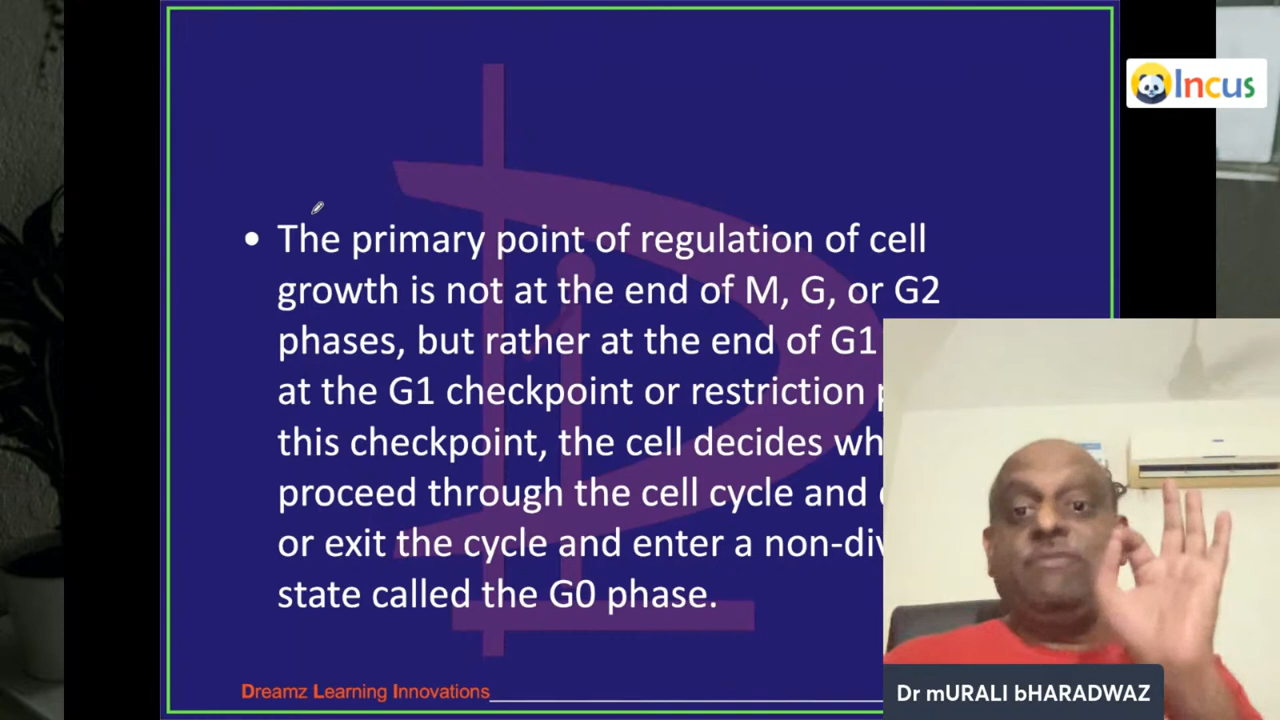 Incus
• The primary point of regulation of cell
growth is not at the end of M, G, or G2
phases, but rather at the end of G1
at the G1 checkpoint or restriction
this checkpoint, the cell decides
proceed through the cell cycle and
or exit the cycle and enter a
state called the G0 phase.
Dreamz Learning Innovations
Dr mURALI bHARADWAZ